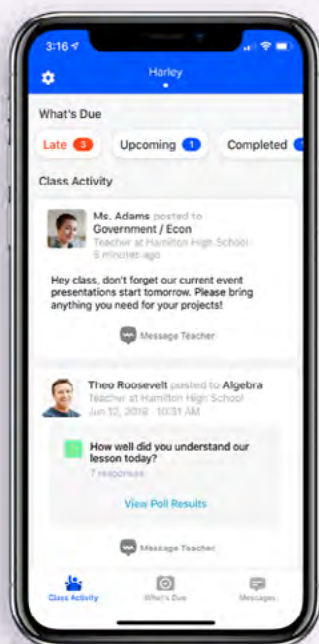 3:16
Harley
What's Due
Late 3
Upcoming 1
Completed
Class Activity
Ms. Adams posted to
Government / Econ
Teacher at Hamilton High School
6 minutes ago
Hey class, don't forget our current event
presentations start tomorrow. Please bring
anything you need for your projects!
Message Teacher
Theo Roosevelt posted to Algebra
Teacher at Hamilton High School
Jun 12, 2019 · 10:31 AM
How well did you understand our
lesson today?
7 responses
View Poll Results
Message Teacher
Class Activity
What's Due
Messages